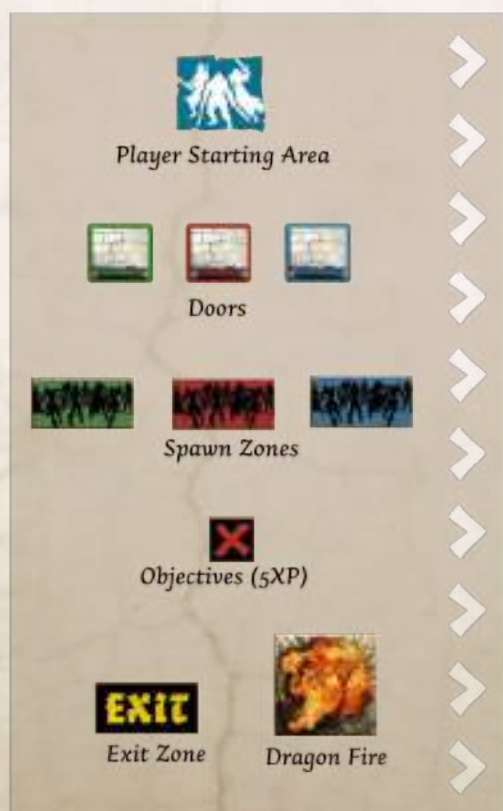 Player Starting Area
Doors
Spawn Zones
Objectives (5XP)
EXIT
Exit Zone
Dragon Fire